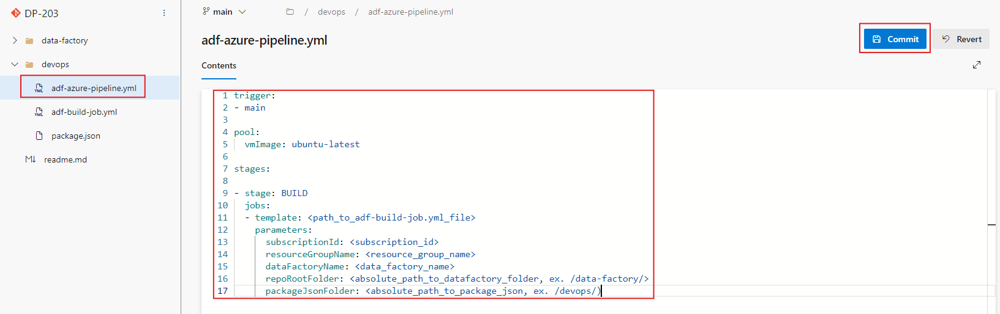 DP-203
data-factory
devops
adf-azure-pipeline.yml
adf-build-job.yml
package.json
readme.md
main
/ devops / adf-azure-pipeline.yml
adf-azure-pipeline.yml
Commit
Revert
Contents
1 trigger:
2 - main
3
4 pool:
5 vmImage: ubuntu-latest
6
7 stages:
8
9 - stage: BUILD
10 jobs:
11 - template: <path_to_adf-build-job.yml_file>
12 parameters:
13 subscriptionId: <subscription_id>
14 resourceGroupName: <resource_group_name>
15 dataFactoryName: <data_factory_name>
16 repoRootFolder: <absolute_path_to_datafactory_folder, ex. /data-factory/>
17 packageJsonFolder: <absolute_path_to_package_json, ex. /devops/)